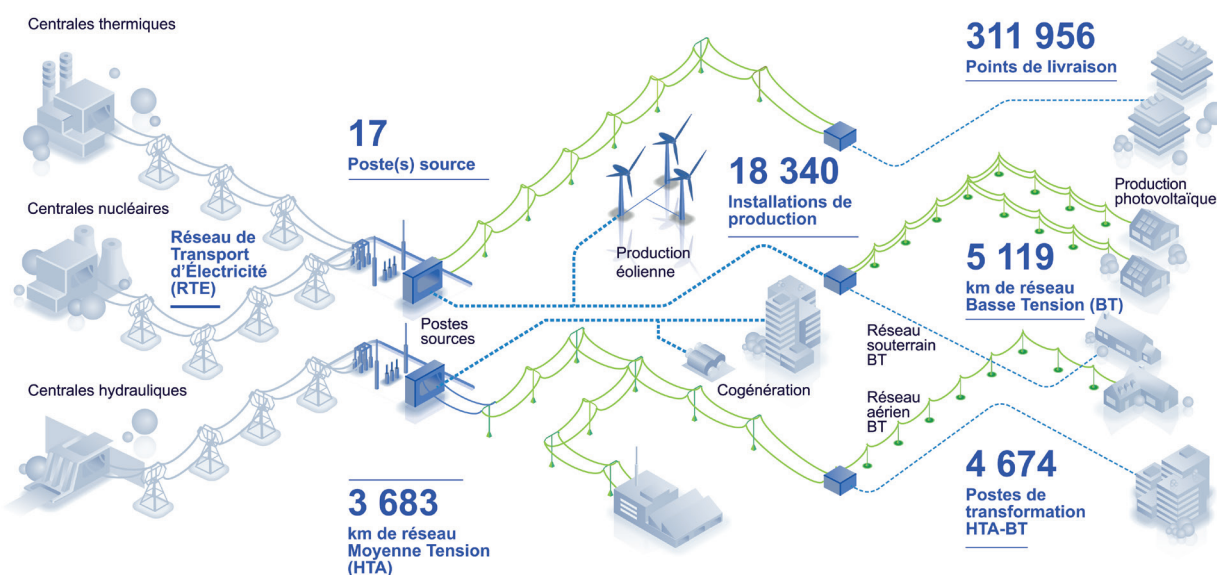 Centrales thermiques
311 956
Points de livraison
17
Poste(s) source
18 340
Installations de
production
Production
photovoltaïque
Centrales nucléaires
Réseau de
Transport
d’Électricité
(RTE)
Production
éolienne
5 119
km de réseau
Basse Tension (BT)
Postes
sources
Réseau
souterrain
BT
Centrales hydrauliques
Cogénération
Réseau
aérien
BT
3 683
km de réseau
Moyenne Tension
(HTA)
4 674
Postes de
transformation
HTA-BT